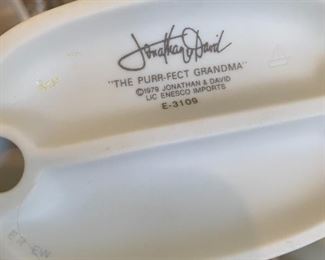 Jonathan & David
"THE PURR-FECT GRANDMA"
©1979 JONATHAN & DAVID
LIC ENESCO IMPORTS
E-3109